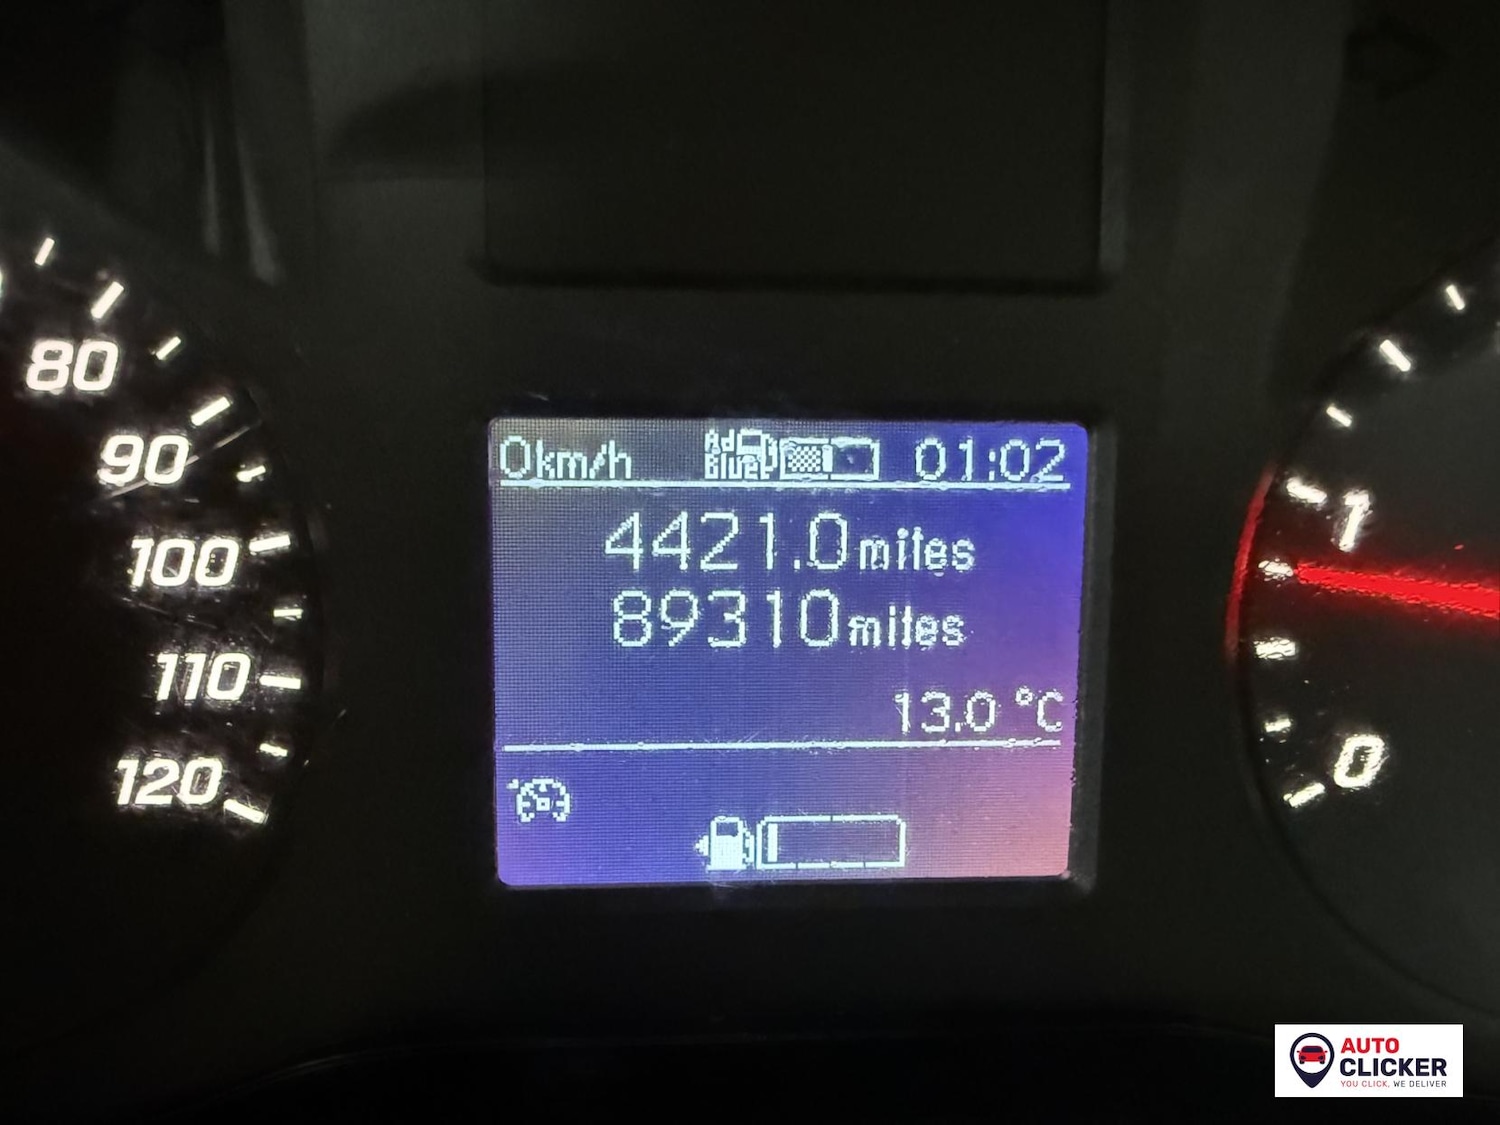 80
90
100
110
120
0km/h Ad Blue 01:02
4421.0miles
89310miles
13.0 °C
1
0
AUTO
CLICKER
YOU CLICK, WE DELIVER